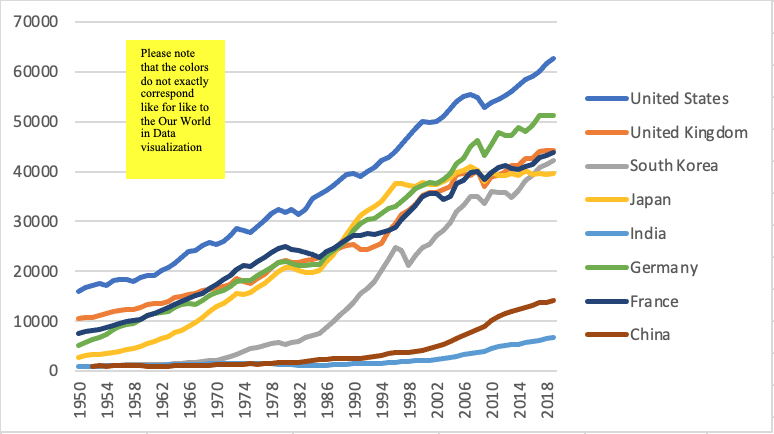 70000
60000
50000
40000
30000
20000
10000
0
Please note
that the colors
do not exactly
correspond
like for like to
the Our World
in Data
visualization
1950
1954
1958
1962
1966
1970
1974
1978
1982
1986
1990
1994
1998
2002
2006
2010
2014
2018
United States
United Kingdom
South Korea
Japan
India
Germany
France
China